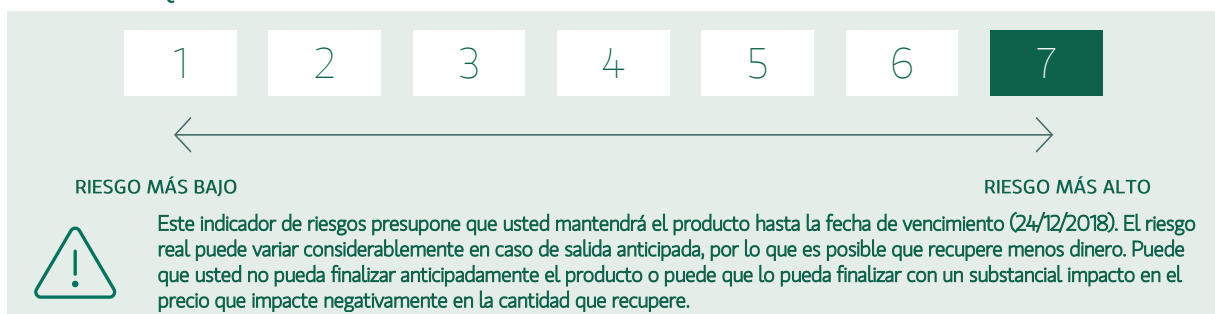 1 2 3 4 5 6 7
RIESGO MÁS BAJO RIESGO MÁS ALTO
Este indicador de riesgos presupone que usted mantendrá el producto hasta la fecha de vencimiento (24/12/2018). El riesgo
real puede variar considerablemente en caso de salida anticipada, por lo que es posible que recupere menos dinero. Puede
que usted no pueda finalizar anticipadamente el producto o puede que lo pueda finalizar con un substancial impacto en el
precio que impacte negativamente en la cantidad que recupere.